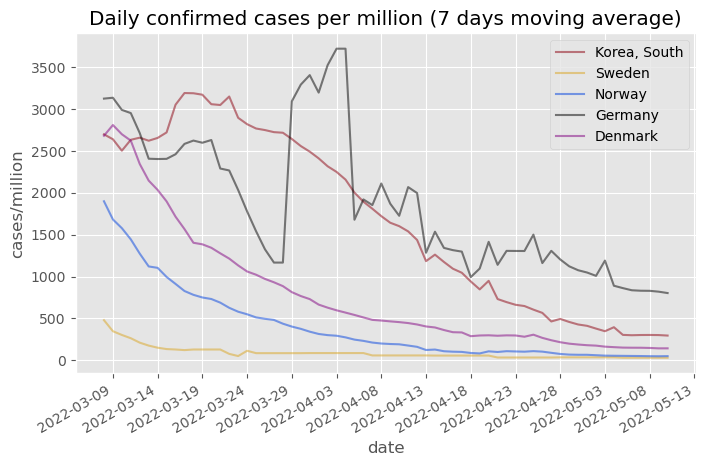 Daily confirmed cases per million (7 days moving average)
Korea, South
Sweden
Norway
Germany
Denmark
cases/million
3500
3000
2500
2000
1500
1000
500
0
2022-03-09
2022-03-14
2022-03-19
2022-03-24
2022-03-29
2022-04-03
2022-04-08
2022-04-13
2022-04-18
2022-04-23
2022-04-28
2022-05-03
2022-05-08
2022-05-13
date